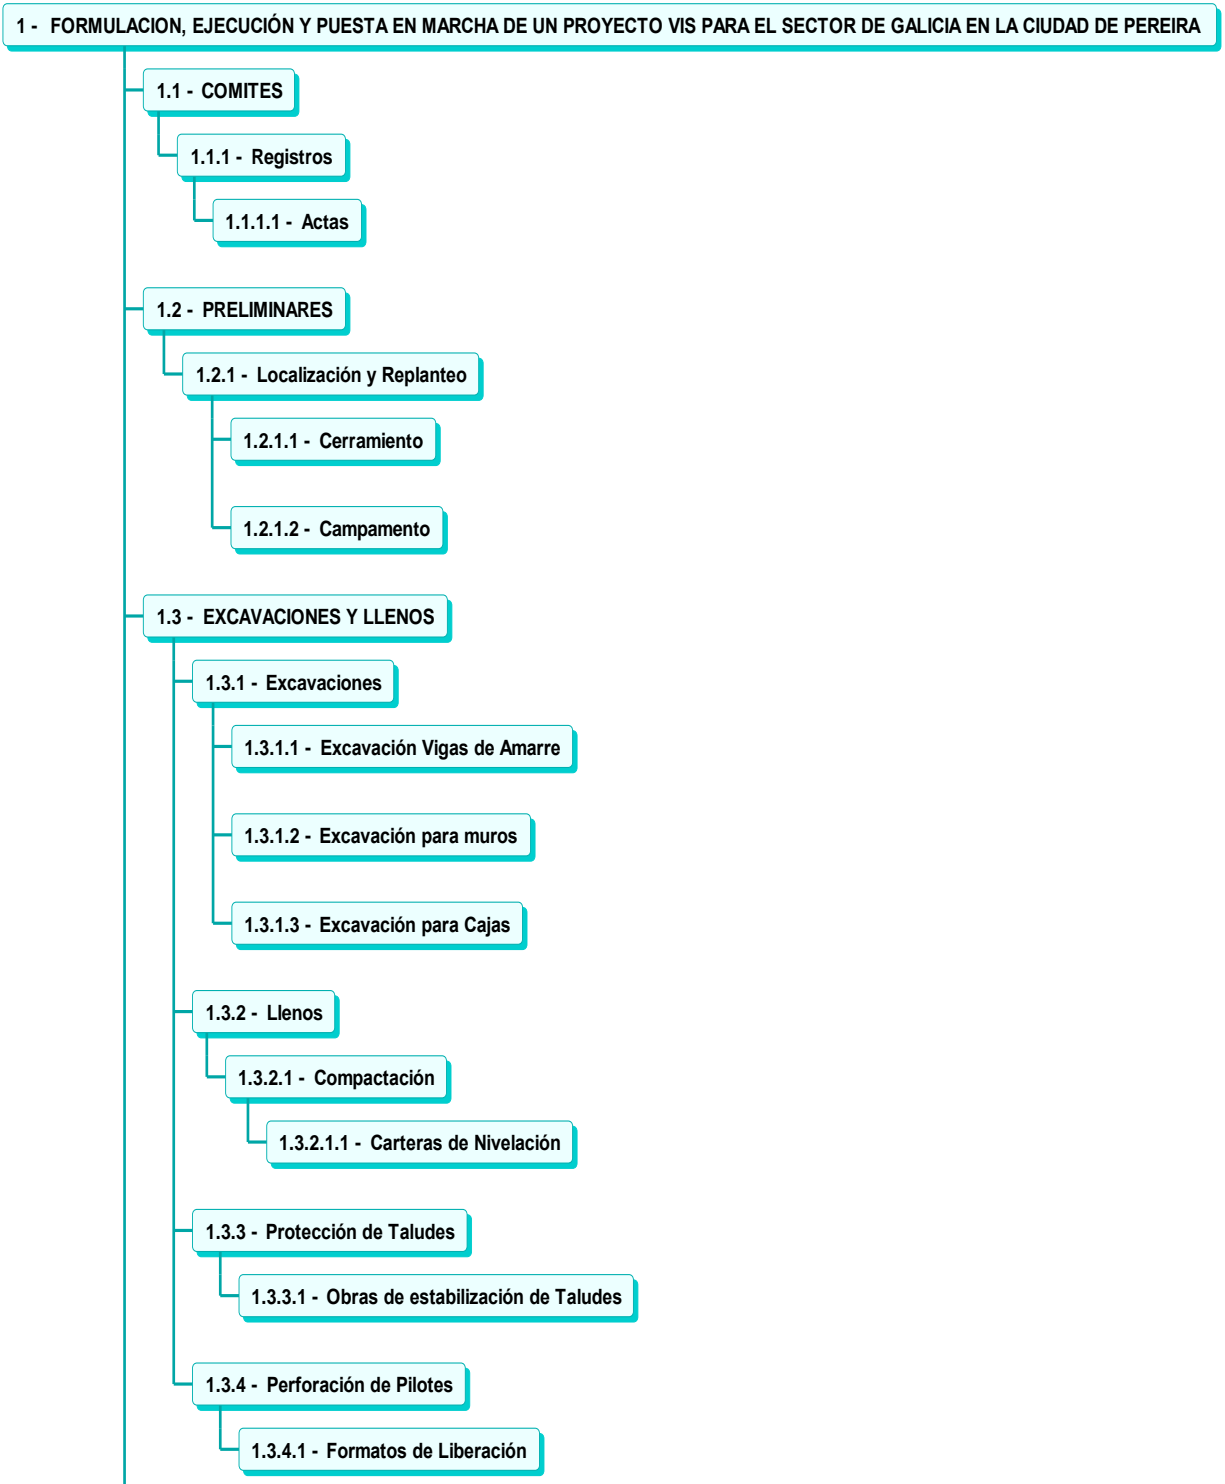 1 - FORMULACION, EJECUCIÓN Y PUESTA EN MARCHA DE UN PROYECTO VIS PARA EL SECTOR DE GALICIA EN LA CIUDAD DE PEREIRA
1.1 - COMITES
1.1.1 - Registros
1.1.1.1 - Actas
1.2 - PRELIMINARES
1.2.1 - Localización y Replanteo
1.2.1.1 - Cerramiento
1.2.1.2 - Campamento
1.3 - EXCAVACIONES Y LLENOS
1.3.1 - Excavaciones
1.3.1.1 - Excavación Vigas de Amarre
1.3.1.2 - Excavación para muros
1.3.1.3 - Excavación para Cajas
1.3.2 - Llenos
1.3.2.1 - Compactación
1.3.2.1.1 - Carteras de Nivelación
1.3.3 - Protección de Taludes
1.3.3.1 - Obras de estabilización de Taludes
1.3.4 - Perforación de Pilotes
1.3.4.1 - Formatos de Liberación